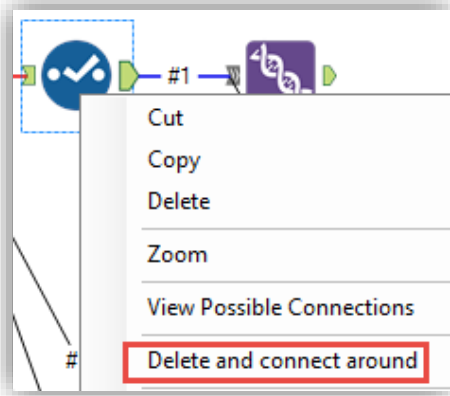 #1
Cut
Copy
Delete
Zoom
View Possible Connections
#
Delete and connect around